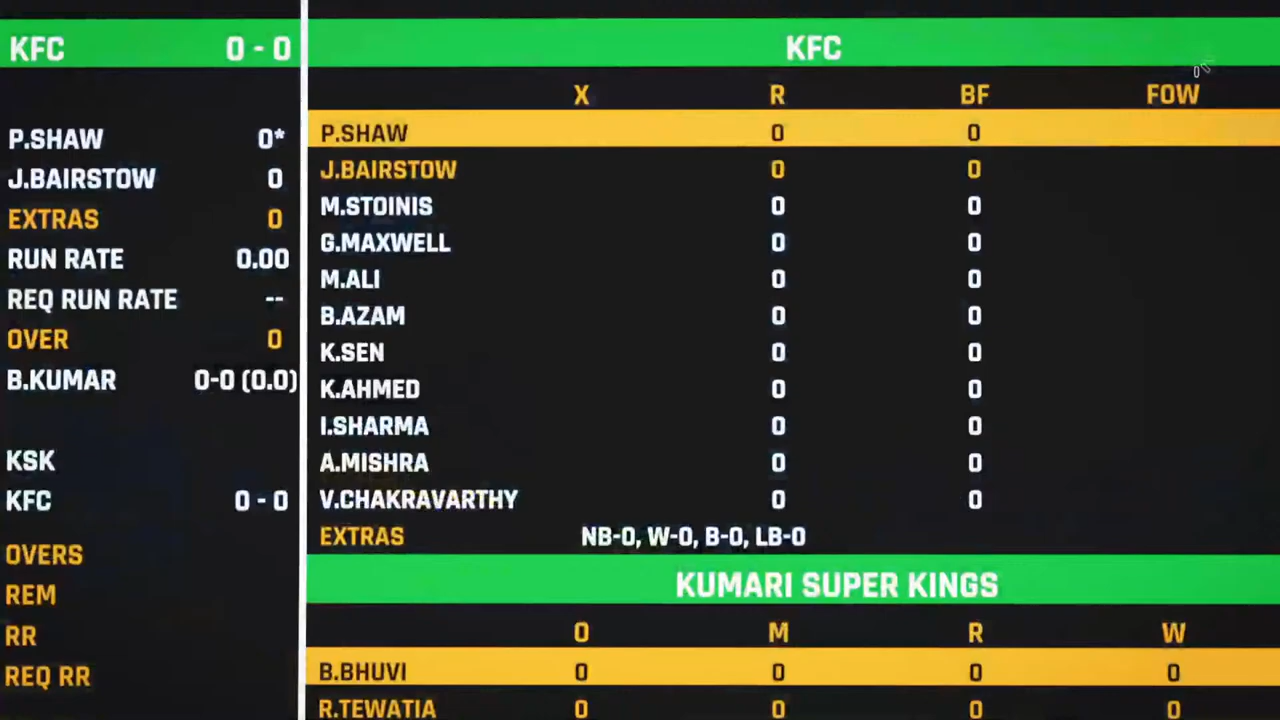 KFC 0 - 0
P.SHAW 0*
J.BAIRSTOW 0
EXTRAS 0
RUN RATE 0.00
REQ RUN RATE --
OVER 0
B.KUMAR 0-0 (0.0)
KSK
KFC 0 - 0
OVERS
REM
RR
REQ RR
KFC
X R BF FOW
P.SHAW 0 0
J.BAIRSTOW 0 0
M.STOINIS 0 0
G.MAXWELL 0 0
M.ALI 0 0
B.AZAM 0 0
K.SEN 0 0
K.AHMED 0 0
I.SHARMA 0 0
A.MISHRA 0 0
V.CHAKRAVARTHY 0 0
EXTRAS NB-0, W-0, B-0, LB-0
KUMARI SUPER KINGS
O M R W
B.BHUVI 0 0 0 0
R.TEWATIA 0 0 0 0